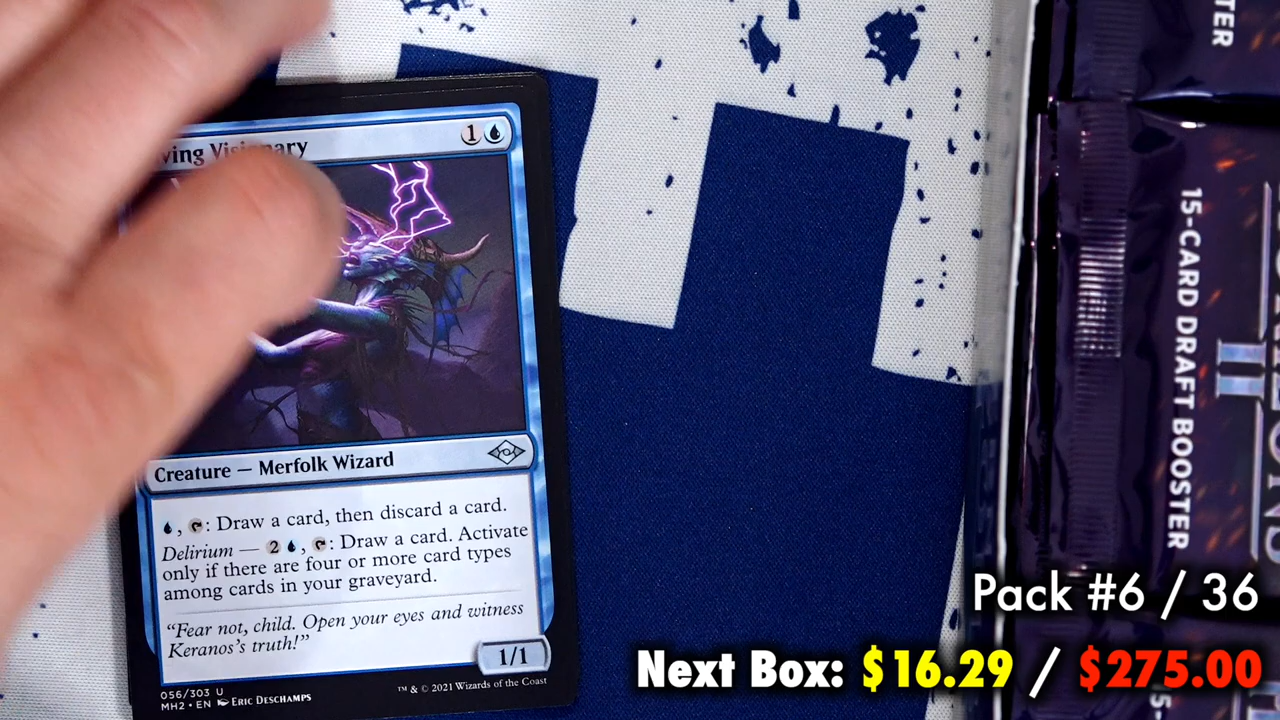 1
Creature — Merfolk Wizard
, : Draw a card, then discard a card.
Delirium — 2 , : Draw a card. Activate
only if there are four or more card types
among cards in your graveyard.
“Fear not, child. Open your eyes and witness
Keranos's truth!”
1/1
056/303 U
MH2 • EN ERIC DESCHAMPS
™ & © 2021 Wizards of the Coast
15-CARD DRAFT BOOSTER
II
Pack #6 / 36
Next Box: $16.29 / $275.00